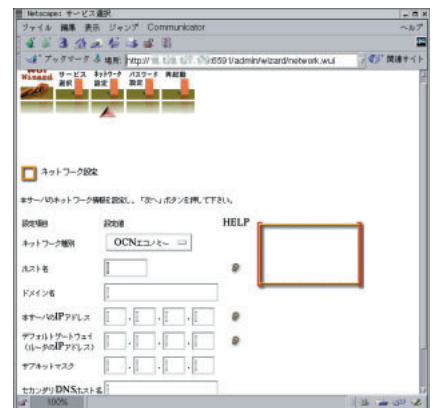 Netscape: サービス選択
ファイル 編集 表示 ジャンプ Communicator ヘルプ
ブックマーク 場所: http:// :6591/admin/wizard/network.wui 関連サイト
WUI Wizard サービス選択 ネットワーク設定 パスワード設定 再起動
ネットワーク設定
本サーバのネットワーク情報を設定し、「次へ」ボタンを押して下さい。
設定項目 設定値 HELP
ネットワーク種別 OCNエコノミー
ホスト名
ドメイン名
本サーバのIPアドレス
デフォルトゲートウェイ
(ルータのIPアドレス)
サブネットマスク
セカンダリDNSホスト名
100%